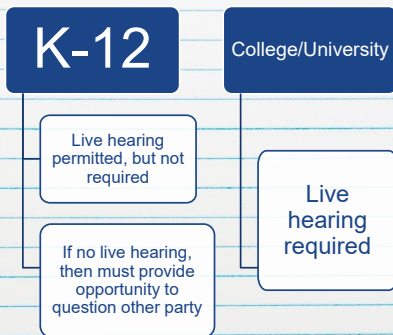 K-12
Live hearing
permitted, but not
required
If no live hearing,
then must provide
opportunity to
question other party
College/University
Live
hearing
required